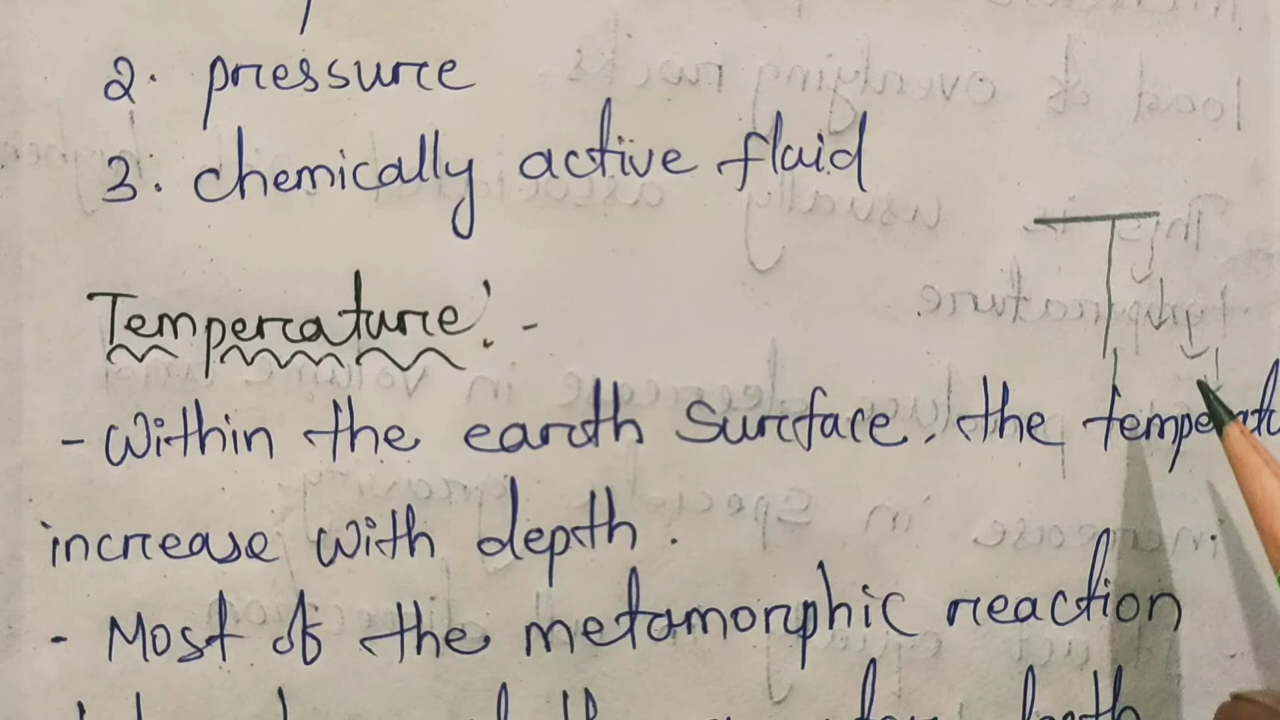 2. pressure
3. chemically active fluid
Temperature:-
- Within the earth surface, the
increase with depth.
- Most of the metamorphic reaction